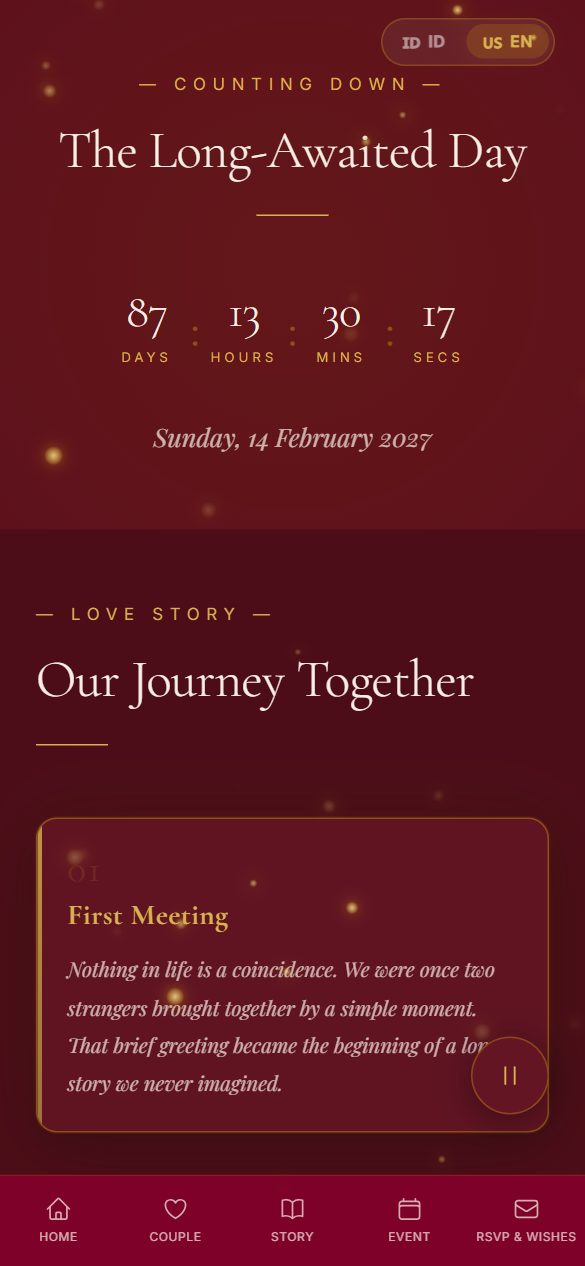 ID ID US EN
— COUNTING DOWN —
The Long-Awaited Day
87 : 13 : 30 : 17
DAYS HOURS MINS SECS
Sunday, 14 February 2027
— LOVE STORY —
Our Journey Together
01
First Meeting
Nothing in life is a coincidence. We were once two
strangers brought together by a simple moment.
That brief greeting became the beginning of a
story we never imagined.
HOME COUPLE STORY EVENT RSVP & WISHES